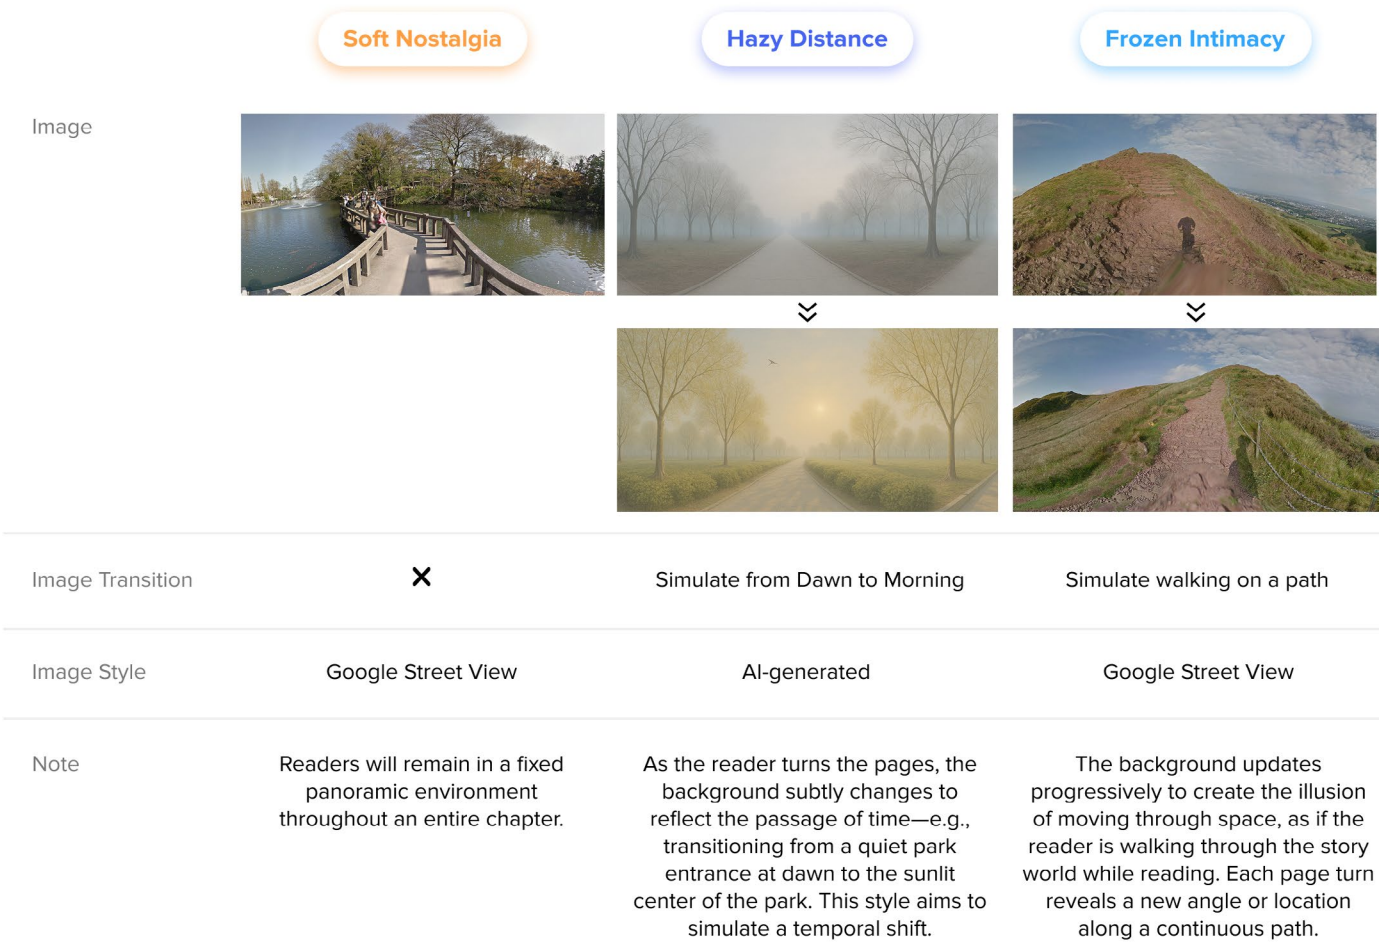 Soft Nostalgia
Hazy Distance
Frozen Intimacy
Image
Image Transition
Simulate from Dawn to Morning
Simulate walking on a path
Image Style
Google Street View
AI-generated
Google Street View
Note
Readers will remain in a fixed
panoramic environment
throughout an entire chapter.
As the reader turns the pages, the
background subtly changes to
reflect the passage of time—e.g.,
transitioning from a quiet park
entrance at dawn to the sunlit
center of the park. This style aims to
simulate a temporal shift.
The background updates
progressively to create the illusion
of moving through space, as if the
reader is walking through the story
world while reading. Each page turn
reveals a new angle or location
along a continuous path.